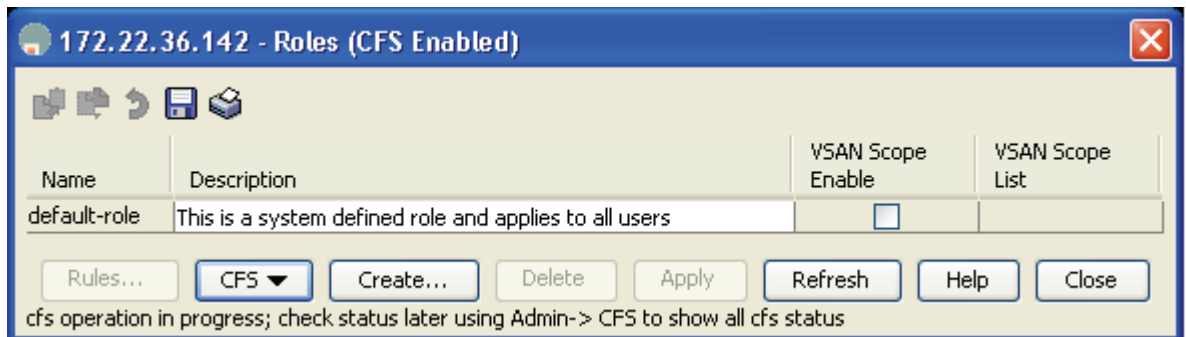 172.22.36.142 - Roles (CFS Enabled)
Name Description VSAN Scope Enable VSAN Scope List
default-role This is a system defined role and applies to all users
Rules... CFS Create... Delete Apply Refresh Help Close
cfs operation in progress; check status later using Admin-> CFS to show all cfs status